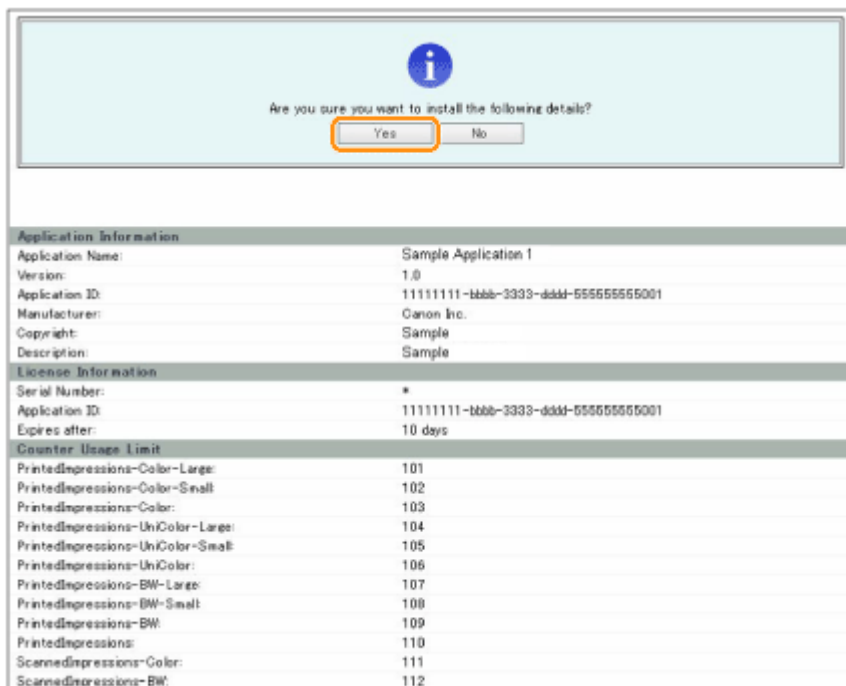 i
Are you sure you want to install the following details?
Yes No
Application Information
Application Name: Sample Application 1
Version: 1.0
Application ID: 11111111-bbbb-3333-dddd-555555555001
Manufacturer: Canon Inc.
Copyright: Sample
Description: Sample
License Information
Serial Number: *
Application ID: 11111111-bbbb-3333-dddd-555555555001
Expires after: 10 days
Counter Usage Limit
PrintedImpressions-Color-Large: 101
PrintedImpressions-Color-Small: 102
PrintedImpressions-Color: 103
PrintedImpressions-UniColor-Large: 104
PrintedImpressions-UniColor-Small: 105
PrintedImpressions-UniColor: 106
PrintedImpressions-BW-Large: 107
PrintedImpressions-BW-Small: 108
PrintedImpressions-BW: 109
PrintedImpressions: 110
ScannedImpressions-Color: 111
ScannedImpressions-BW: 112